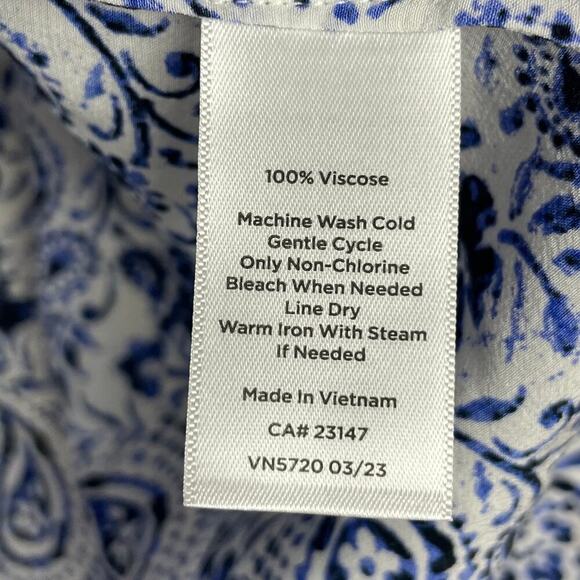 100% Viscose
Machine Wash Cold
Gentle Cycle
Only Non-Chlorine
Bleach When Needed
Line Dry
Warm Iron With Steam
If Needed
Made In Vietnam
CA# 23147
VN5720 03/23